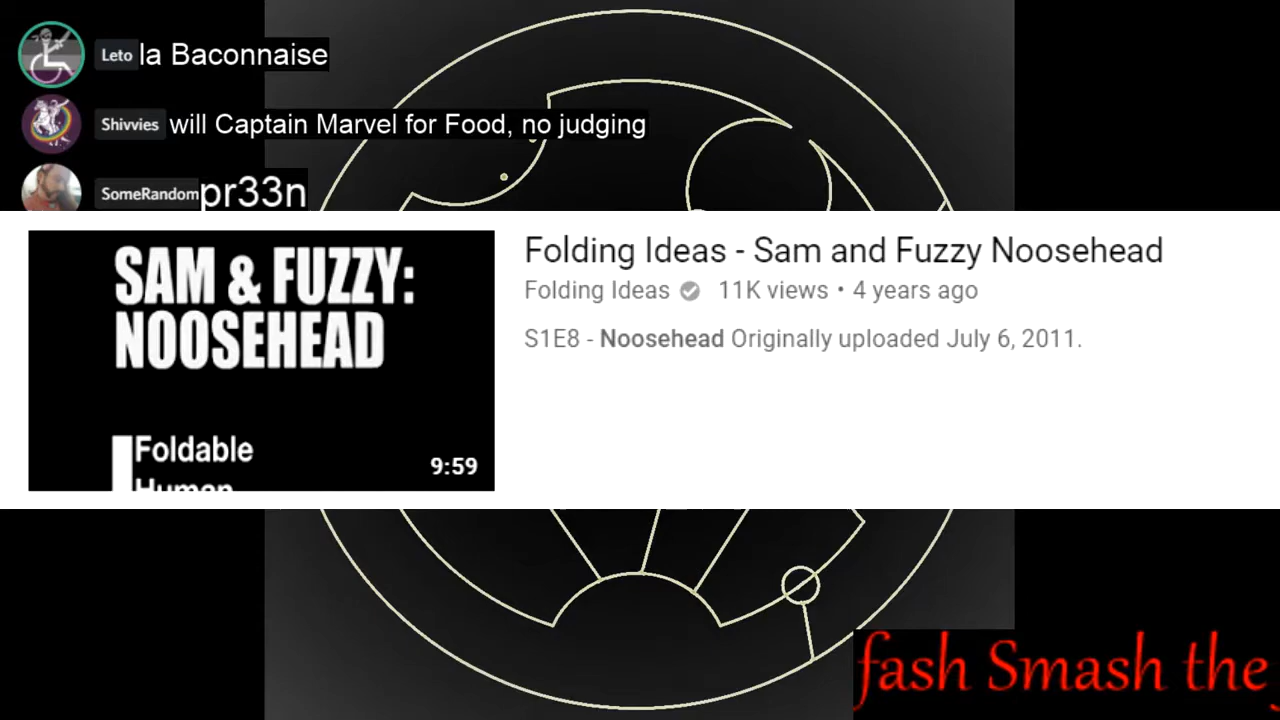 Leto la Baconnaise
Shivvies will Captain Marvel for Food, no judging
SomeRandom pr33n
SAM & FUZZY:
NOOSEHEAD
Foldable
Human
9:59
Folding Ideas - Sam and Fuzzy Noosehead
Folding Ideas 11K views • 4 years ago
S1E8 - Noosehead Originally uploaded July 6, 2011.
fash Smash the